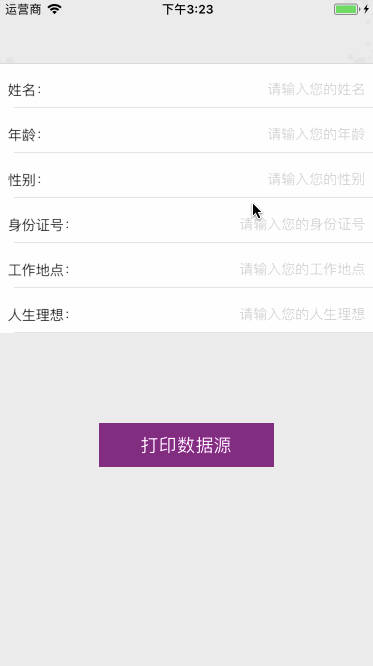 运营商 下午3:23
姓名： 请输入您的姓名
年龄： 请输入您的年龄
性别： 请输入您的性别
身份证号： 请输入您的身份证号
工作地点： 请输入您的工作地点
人生理想： 请输入您的人生理想
打印数据源